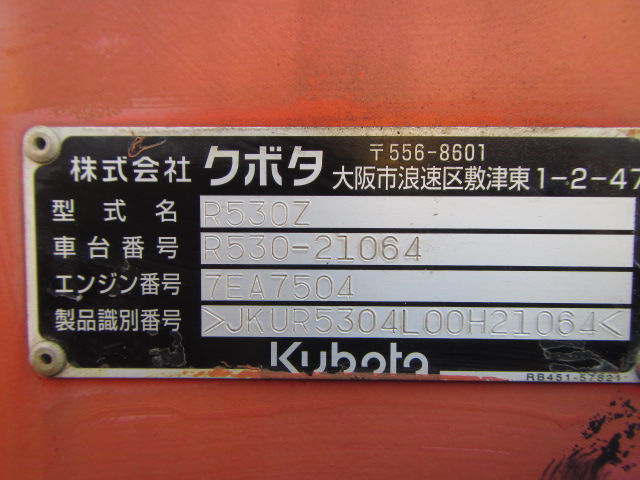 株式会社 クボタ 〒556-8601
大阪市浪速区敷津東1-2-47
型式名 R530Z
車台番号 R530-21064
エンジン番号 7EA7504
製品識別番号 >JKUR5304L00H21064<
Kubota
RB451-57621